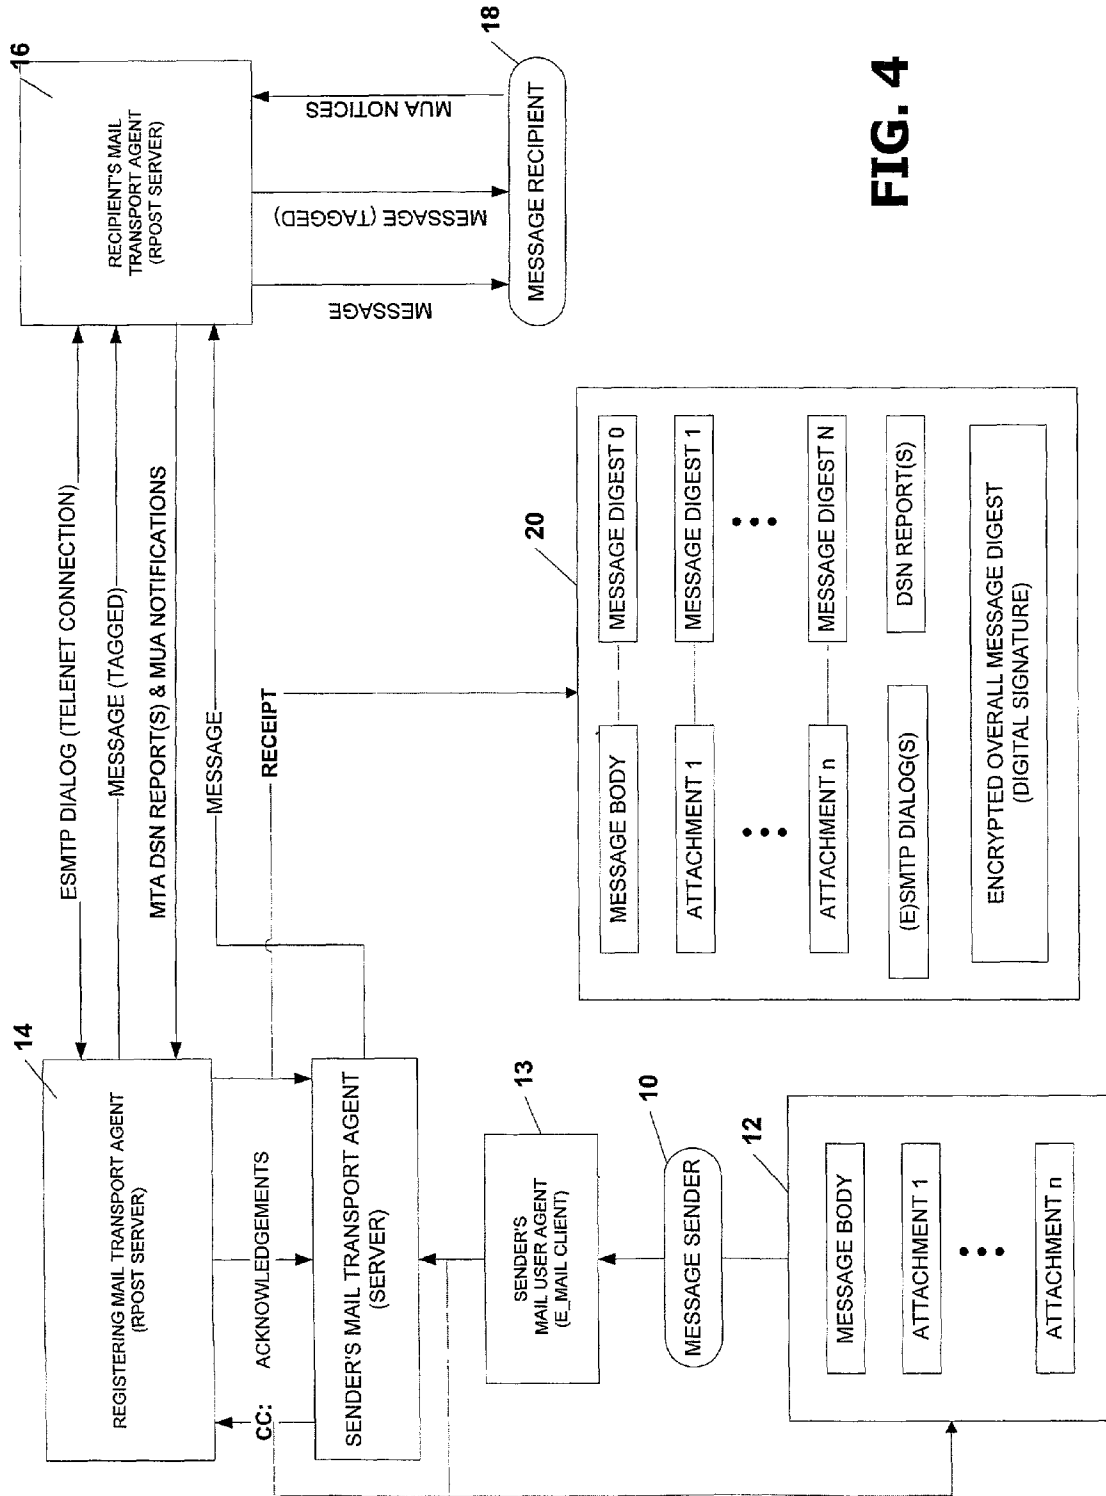 14
REGISTERING MAIL TRANSPORT AGENT
(RPOST SERVER)
ESMTP DIALOG (TELENET CONNECTION)
MESSAGE (TAGGED)
MTA DSN REPORT(S) & MUA NOTIFICATIONS
MESSAGE
RECEIPT
16
RECIPIENT'S MAIL
TRANSPORT AGENT
(RPOST SERVER)
CC:
ACKNOWLEDGEMENTS
SENDER'S MAIL TRANSPORT AGENT
(SERVER)
MESSAGE
MESSAGE (TAGGED)
MUA NOTICES
18
MESSAGE RECIPIENT
13
SENDER'S
MAIL USER AGENT
(E_MAIL CLIENT)
10
MESSAGE SENDER
12
MESSAGE BODY
ATTACHMENT 1
ATTACHMENT n
20
MESSAGE BODY
MESSAGE DIGEST 0
ATTACHMENT 1
MESSAGE DIGEST 1
ATTACHMENT n
MESSAGE DIGEST N
(E)SMTP DIALOG(S)
DSN REPORT(S)
ENCRYPTED OVERALL MESSAGE DIGEST
(DIGITAL SIGNATURE)
FIG. 4